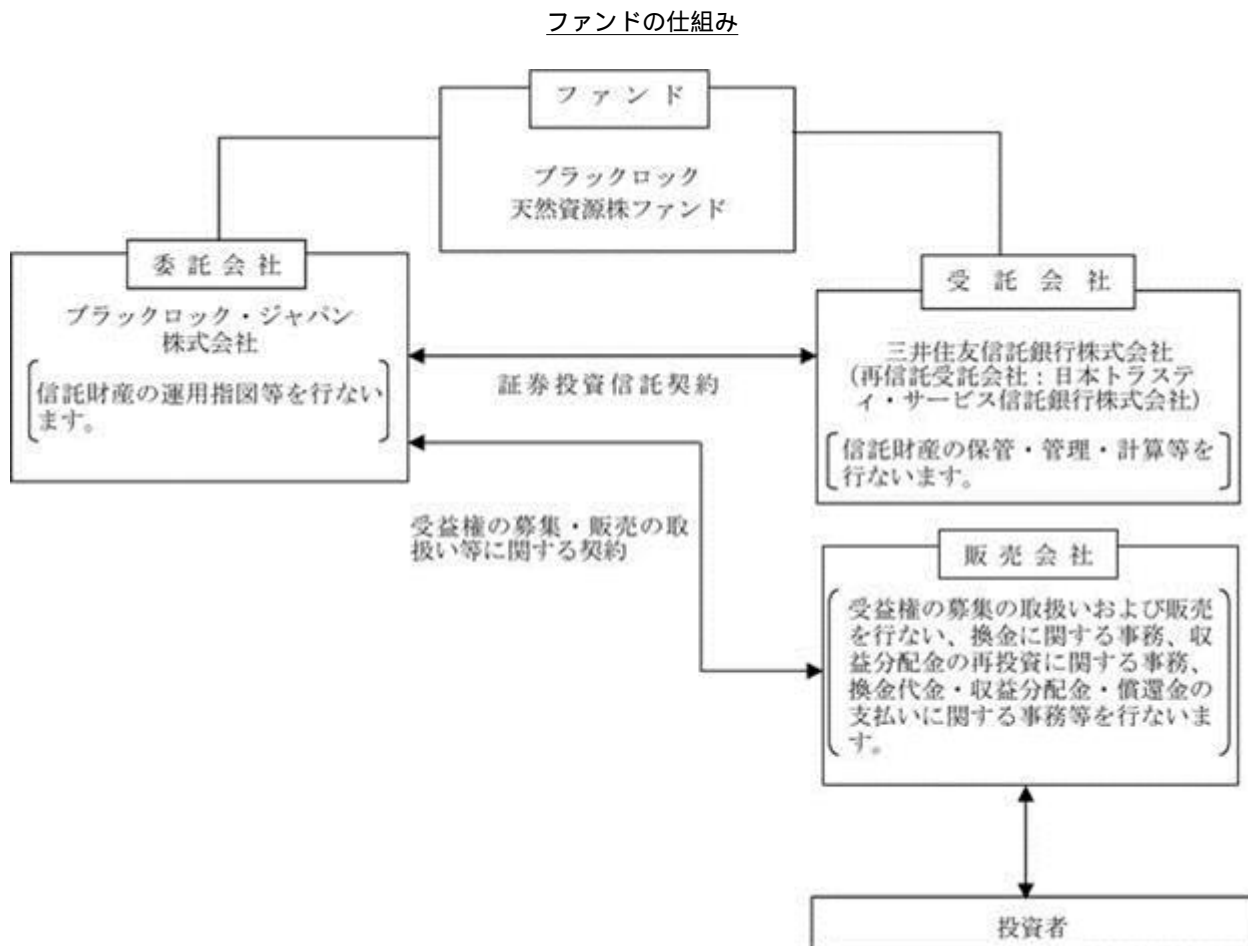 ファンドの仕組み
ファンド
ブラックロック
天然資源株ファンド
委託会社
ブラックロック・ジャパン
株式会社
信託財産の運用指図等を行ない
ます。
証券投資信託契約
受託会社
三井住友信託銀行株式会社
(再信託受託会社:日本トラステ
ィ・サービス信託銀行株式会社)
信託財産の保管・管理・計算等を
行ないます。
受益権の募集・販売の取
扱い等に関する契約
販売会社
受益権の募集の取扱いおよび販売
を行ない、換金に関する事務、収
益分配金の再投資に関する事務、
換金代金・収益分配金・償還金の
支払いに関する事務等を行ないま
す。
投資者